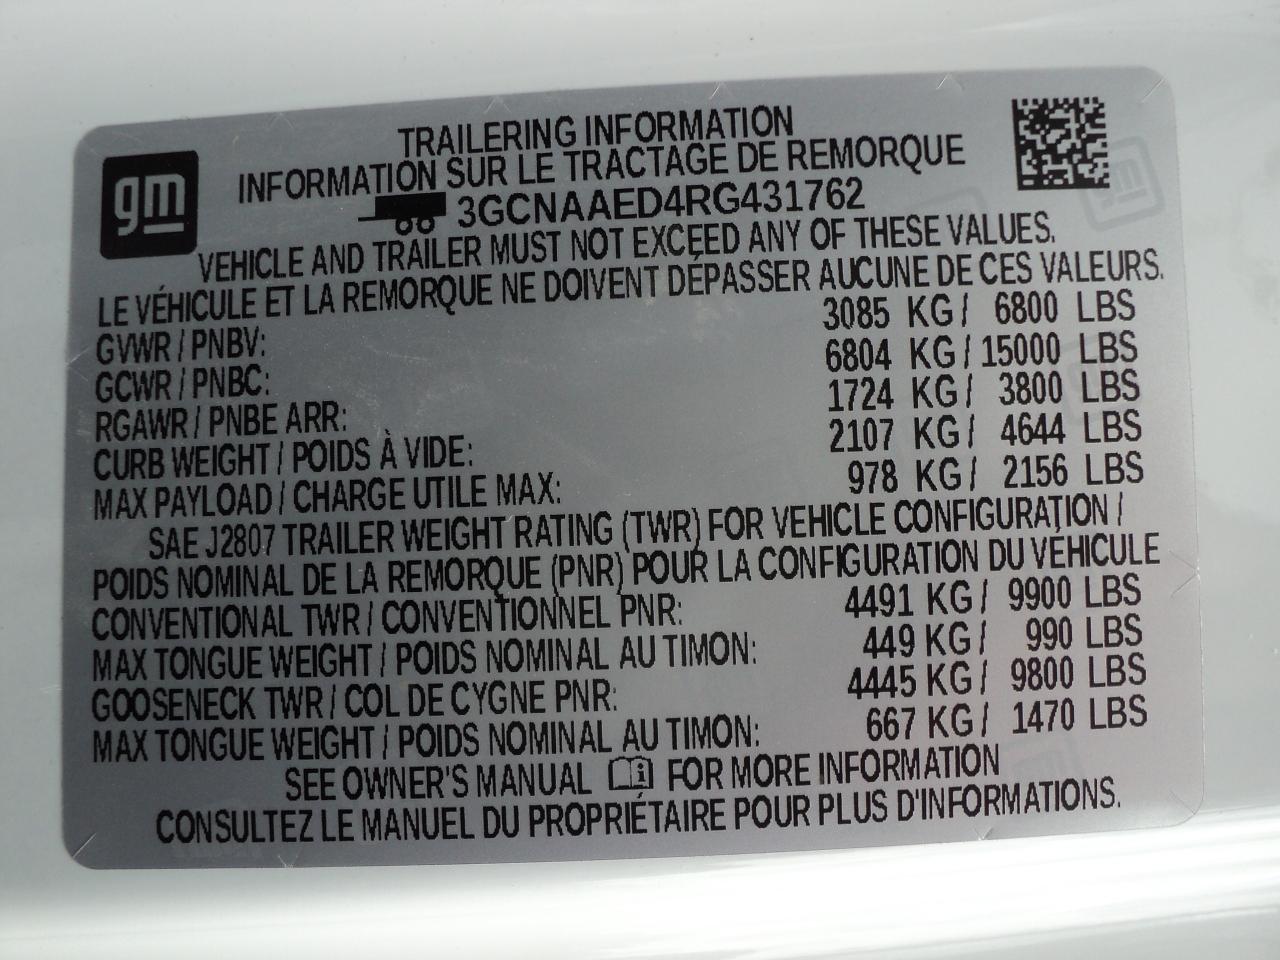 gm
TRAILERING INFORMATION
INFORMATION SUR LE TRACTAGE DE REMORQUE
3GCNAAED4RG431762
VEHICLE AND TRAILER MUST NOT EXCEED ANY OF THESE VALUES.
LE VÉHICULE ET LA REMORQUE NE DOIVENT DÉPASSER AUCUNE DE CES VALEURS.
GVWR / PNBV: 3085 KG / 6800 LBS
GCWR / PNBC: 6804 KG / 15000 LBS
RGAWR / PNBE ARR: 1724 KG / 3800 LBS
CURB WEIGHT / POIDS À VIDE: 2107 KG / 4644 LBS
MAX PAYLOAD / CHARGE UTILE MAX: 978 KG / 2156 LBS
SAE J2807 TRAILER WEIGHT RATING (TWR) FOR VEHICLE CONFIGURATION /
POIDS NOMINAL DE LA REMORQUE (PNR) POUR LA CONFIGURATION DU VÉHICULE
CONVENTIONAL TWR / CONVENTIONNEL PNR: 4491 KG / 9900 LBS
MAX TONGUE WEIGHT / POIDS NOMINAL AU TIMON: 449 KG / 990 LBS
GOOSENECK TWR / COL DE CYGNE PNR: 4445 KG / 9800 LBS
MAX TONGUE WEIGHT / POIDS NOMINAL AU TIMON: 667 KG / 1470 LBS
SEE OWNER'S MANUAL FOR MORE INFORMATION
CONSULTEZ LE MANUEL DU PROPRIÉTAIRE POUR PLUS D'INFORMATIONS.